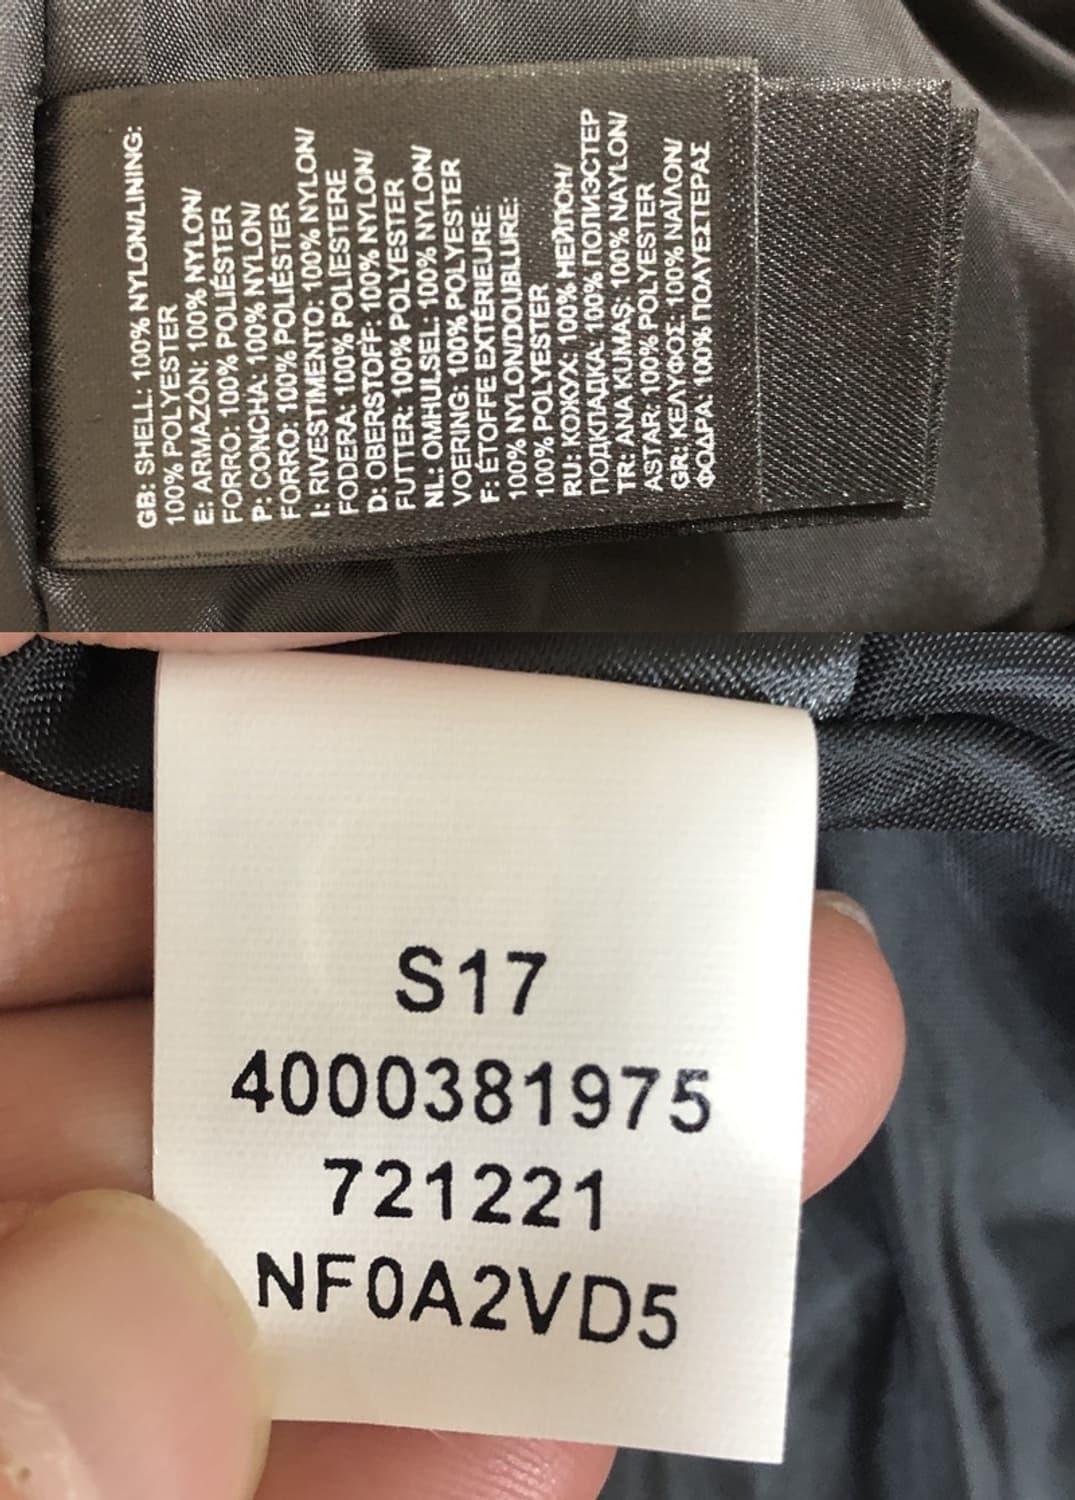 GB: SHELL: 100% NYLON/LINING:
100% POLYESTER
E: ARMAZÓN: 100% NYLON/
FORRO: 100% POLIÉSTER
P: CONCHA: 100% NYLON/
FORRO: 100% POLIÉSTER
I: RIVESTIMENTO: 100% NYLON/
FODERA: 100% POLIESTERE
D: OBERSTOFF: 100% NYLON/
FUTTER: 100% POLYESTER
NL: OMHULSEL: 100% NYLON/
VOERING: 100% POLYESTER
F: ÉTOFFE EXTÉRIEURE:
100% NYLON/DOUBLURE:
100% POLYESTER
RU: КОЖУХ: 100% НЕЙЛОН/
ПОДКЛАДКА: 100% ПОЛИЭСТЕР
TR: ANA KUMAŞ: 100% NAYLON/
ASTAR: 100% POLYESTER
GR: ΚΕΛΥΦΟΣ: 100% ΝΑΪΛΟΝ/
ΦΟΔΡΑ: 100% ΠΟΛΥΕΣΤΕΡΑΣ
S17
4000381975
721221
NF0A2VD5